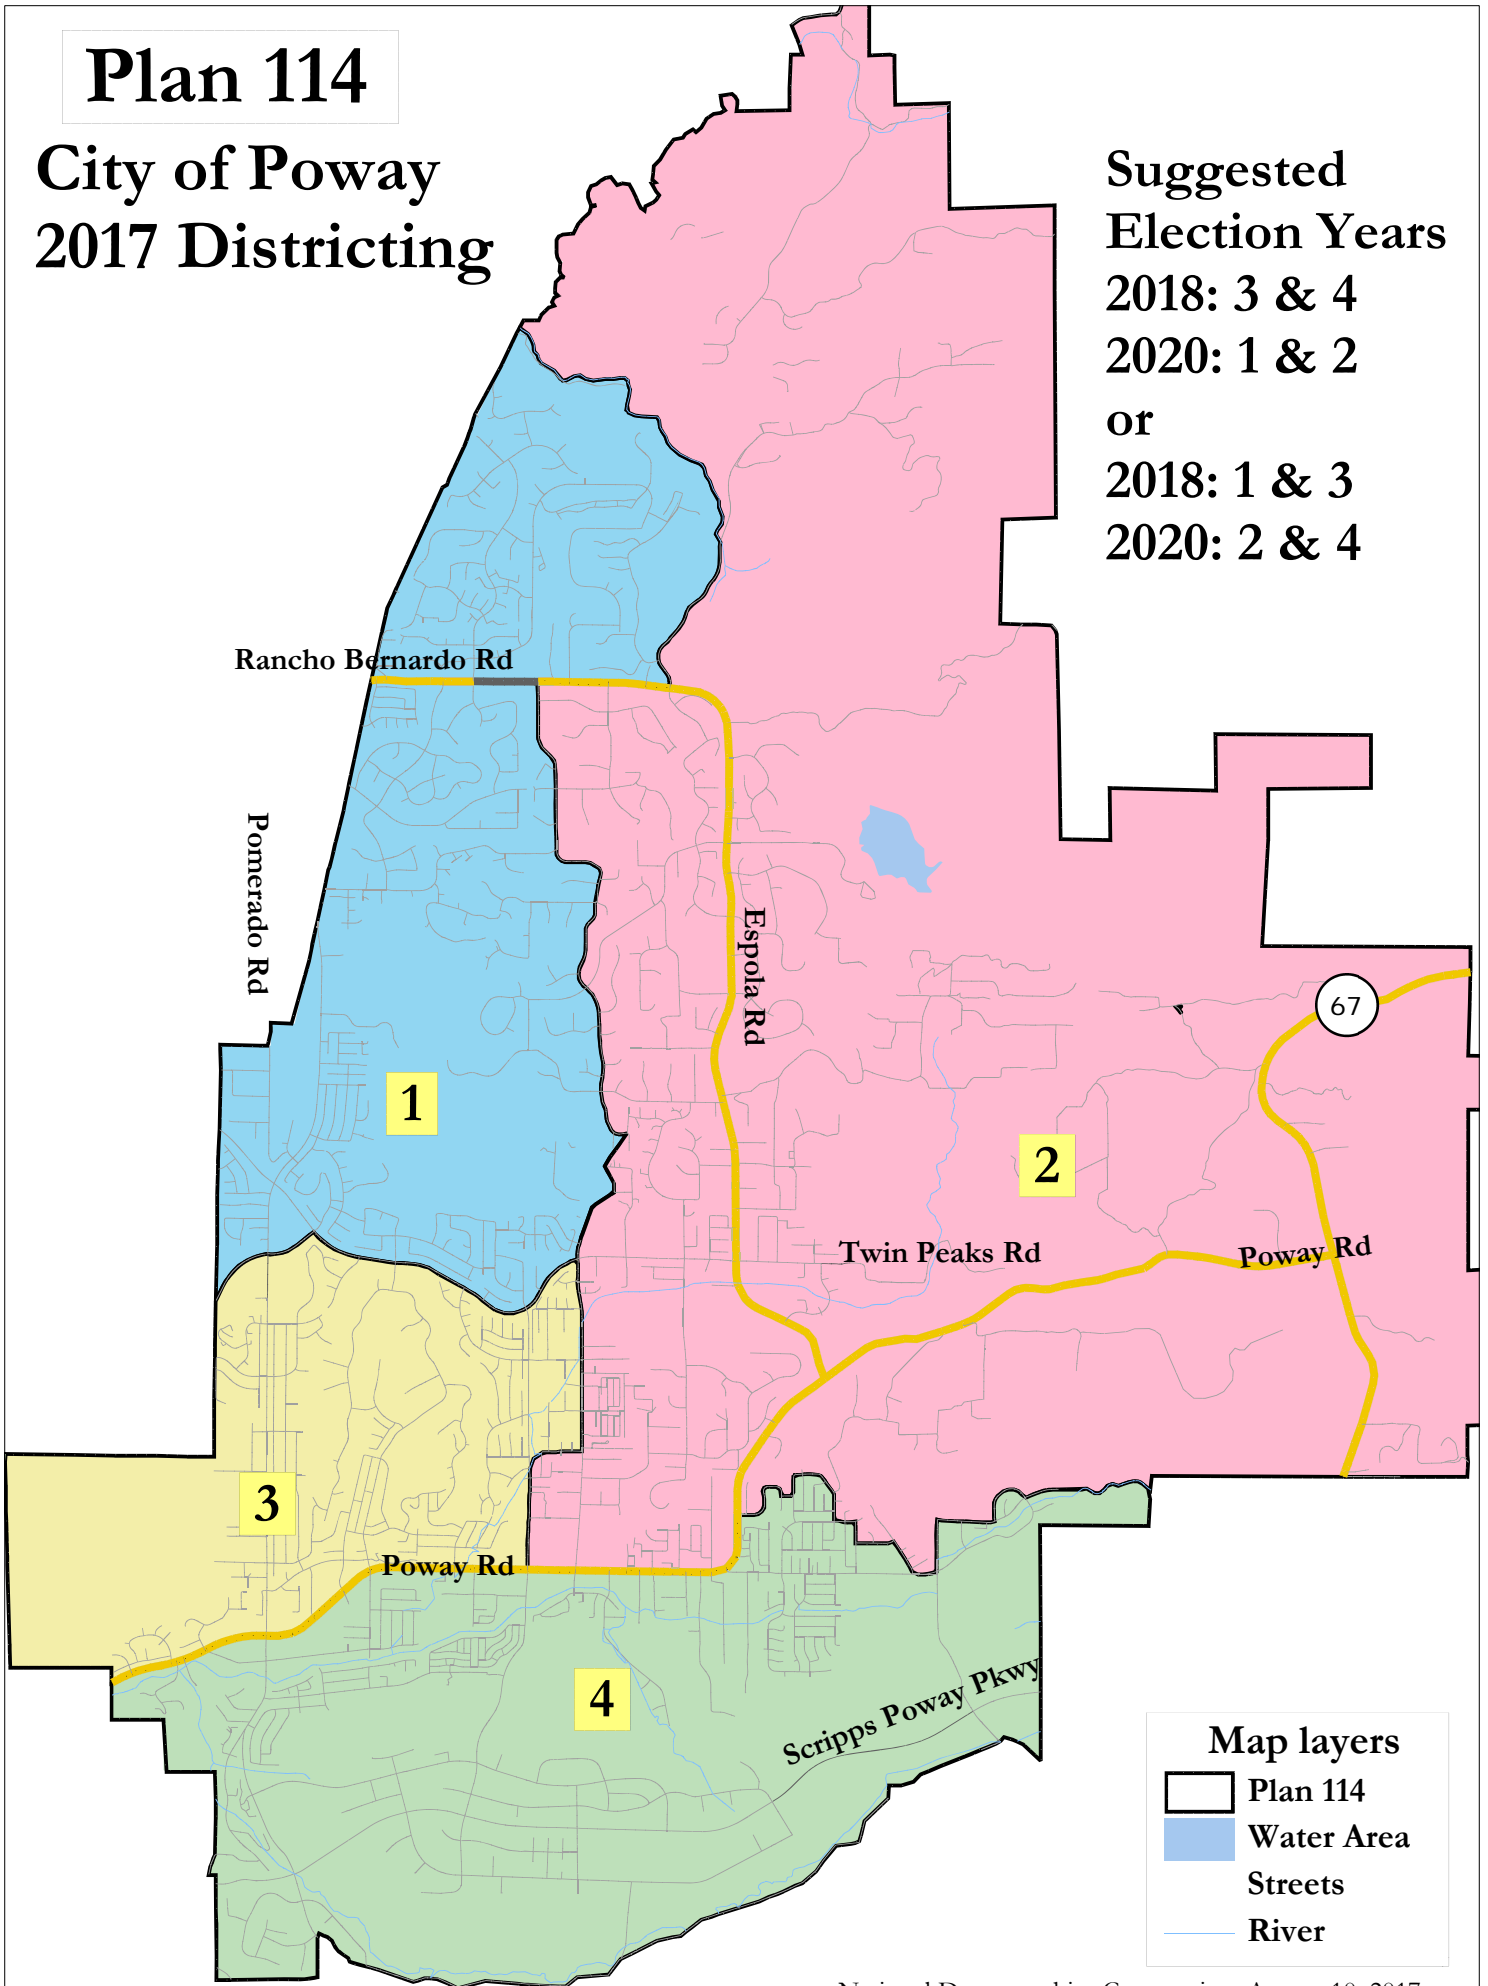 Plan 114
City of Poway
2017 Districting
Suggested
Election Years
2018: 3 & 4
2020: 1 & 2
or
2018: 1 & 3
2020: 2 & 4
Rancho Bernardo Rd
Pomerado Rd
Espola Rd
67
1
2
Twin Peaks Rd
Poway Rd
3
Poway Rd
4
Scripps Poway Pkwy
Map layers
Plan 114
Water Area
Streets
River